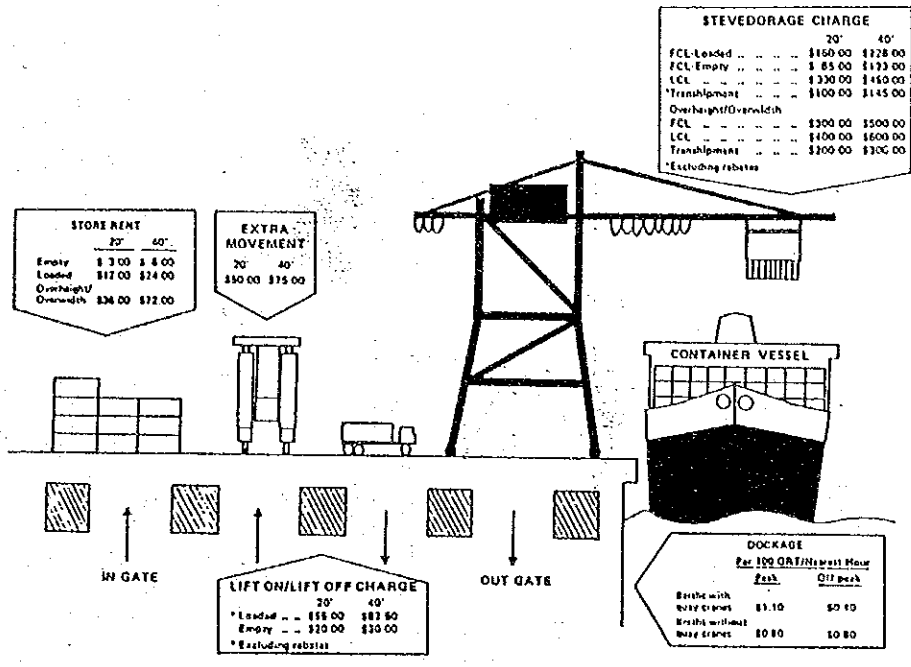 STEVEDORAGE CHARGE
20' 40'
FCL-Loaded .. .. .. $160.00 $228.00
FCL-Empty .. .. .. .. $ 85.00 $123.00
LCL .. .. .. .. $330.00
*Transhipment .. .. .. $100.00 $145.00
Overheight/Overwidth
FCL .. .. .. .. $300.00 $500.00
LCL .. .. .. .. $400.00 $600.00
Transhipment .. .. .. $200.00 $300.00
*Excluding rebates
STORE RENT
20' 40'
Empty $ 3.00 $ 6.00
Loaded $12.00 $24.00
Overheight/
Overwidth $36.00 $72.00
EXTRA
MOVEMENT
20' 40'
$50.00 $75.00
CONTAINER VESSEL
IN GATE
OUT GATE
LIFT ON/LIFT OFF CHARGE
20' 40'
*Loaded .. .. $55.00 $82.50
Empty .. .. $20.00 $30.00
*Excluding rebates
DOCKAGE
Per 100 GRT/Nearest Hour
Peak Off peak
Berths with
quay cranes $1.10
Berths without
quay cranes $0.80 $0.80